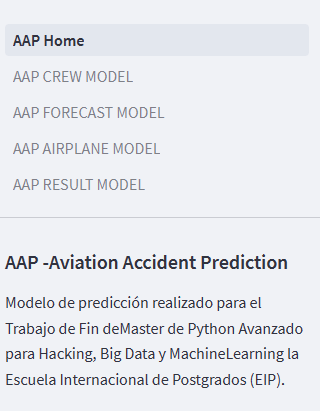 AAP Home
AAP CREW MODEL
AAP FORECAST MODEL
AAP AIRPLANE MODEL
AAP RESULT MODEL
AAP -Aviation Accident Prediction
Modelo de predicción realizado para el
Trabajo de Fin deMaster de Python Avanzado
para Hacking, Big Data y MachineLearning la
Escuela Internacional de Postgrados (EIP).